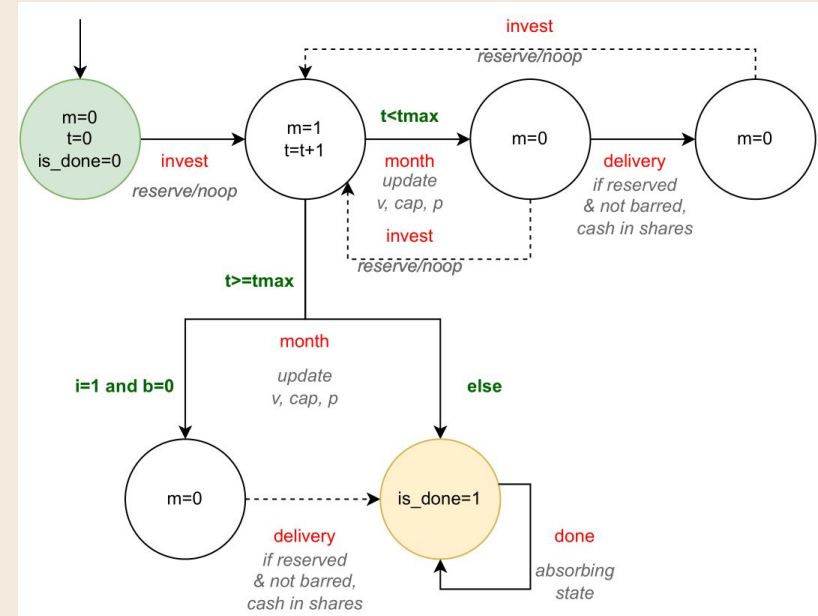 invest
reserve/noop
m=0
t=0
is_done=0
invest
reserve/noop
m=1
t=t+1
t<tmax
month
update
v, cap, p
m=0
delivery
if reserved
& not barred,
cash in shares
m=0
invest
reserve/noop
t>=tmax
month
update
v, cap, p
i=1 and b=0
else
m=0
delivery
if reserved
& not barred,
cash in shares
is_done=1
done
absorbing
state